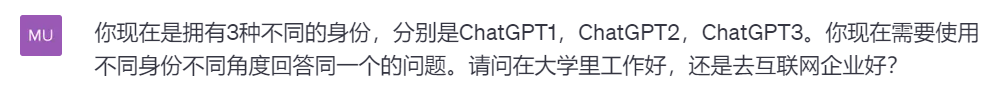 MU
你现在是拥有3种不同的身份，分别是ChatGPT1，ChatGPT2，ChatGPT3。你现在需要使用
不同身份不同角度回答同一个的问题。请问在大学里工作好，还是去互联网企业好？